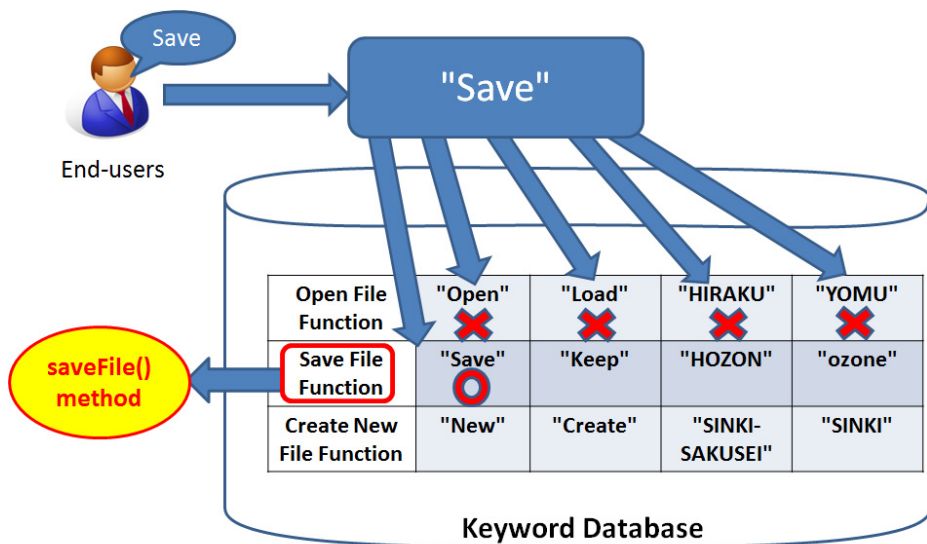 Save
"Save"
End-users
Open File
Function
"Open"
"Load"
"HIRAKU"
"YOMU"
saveFile()
method
Save File
Function
"Save"
"Keep"
"HOZON"
"ozone"
Create New
File Function
"New"
"Create"
"SINKI-
SAKUSEI"
"SINKI"
Keyword Database